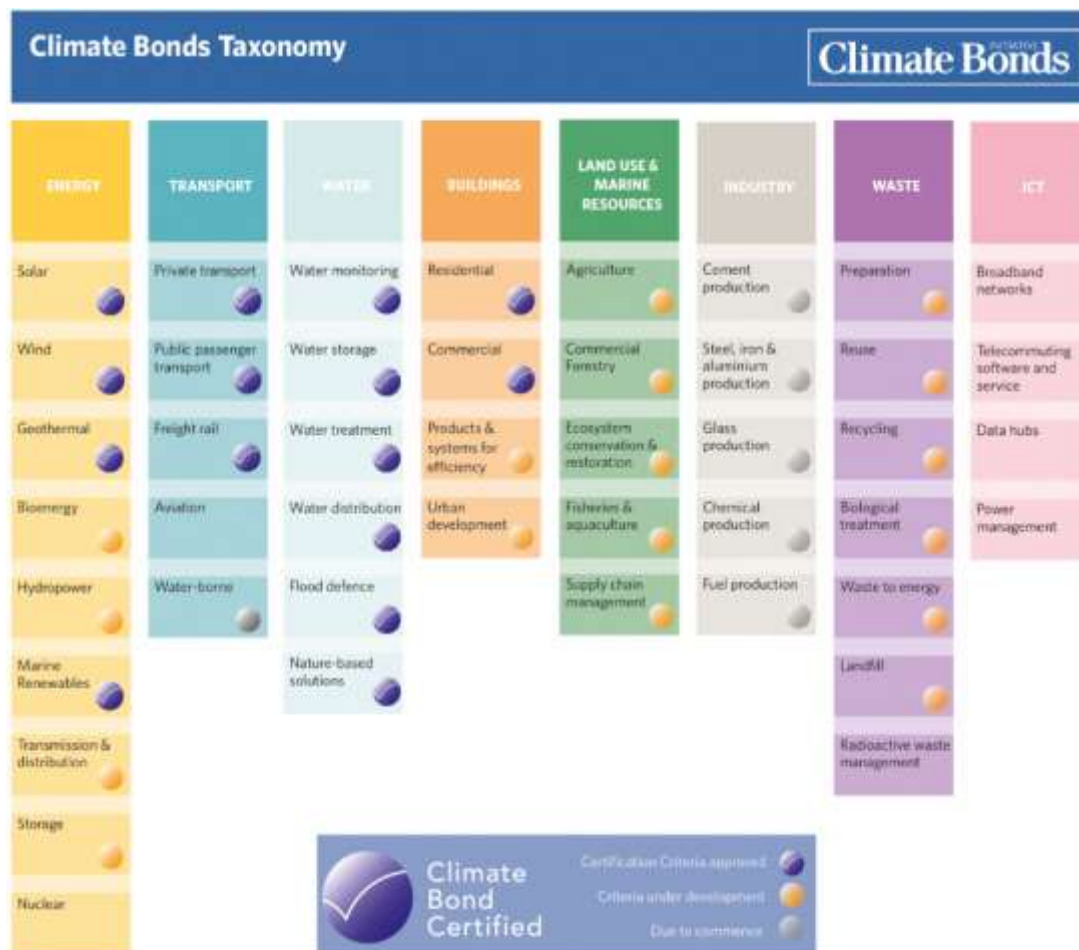 Climate Bonds Taxonomy
INITIATIVE
Climate Bonds
ENERGY
Solar
Wind
Geothermal
Bioenergy
Hydropower
Marine
Renewables
Transmission &
distribution
Storage
Nuclear
TRANSPORT
Private transport
Public passenger
transport
Freight rail
Aviation
Water-borne
WATER
Water monitoring
Water storage
Water treatment
Water distribution
Flood defence
Nature-based
solutions
BUILDINGS
Residential
Commercial
Products &
systems for
efficiency
Urban
development
LAND USE &
MARINE
RESOURCES
Agriculture
Commercial
Forestry
Ecosystem
conservation &
restoration
Fisheries &
aquaculture
Supply chain
management
INDUSTRY
Cement
production
Steel, iron &
aluminium
production
Glass
production
Chemical
production
Fuel production
WASTE
Preparation
Reuse
Recycling
Biological
treatment
Waste to energy
Landfill
Radioactive waste
management
ICT
Broadband
networks
Telecommuting
software and
service
Data hubs
Power
management
Climate
Bond
Certified
Certification Criteria approved
Criteria under development
Due to commence